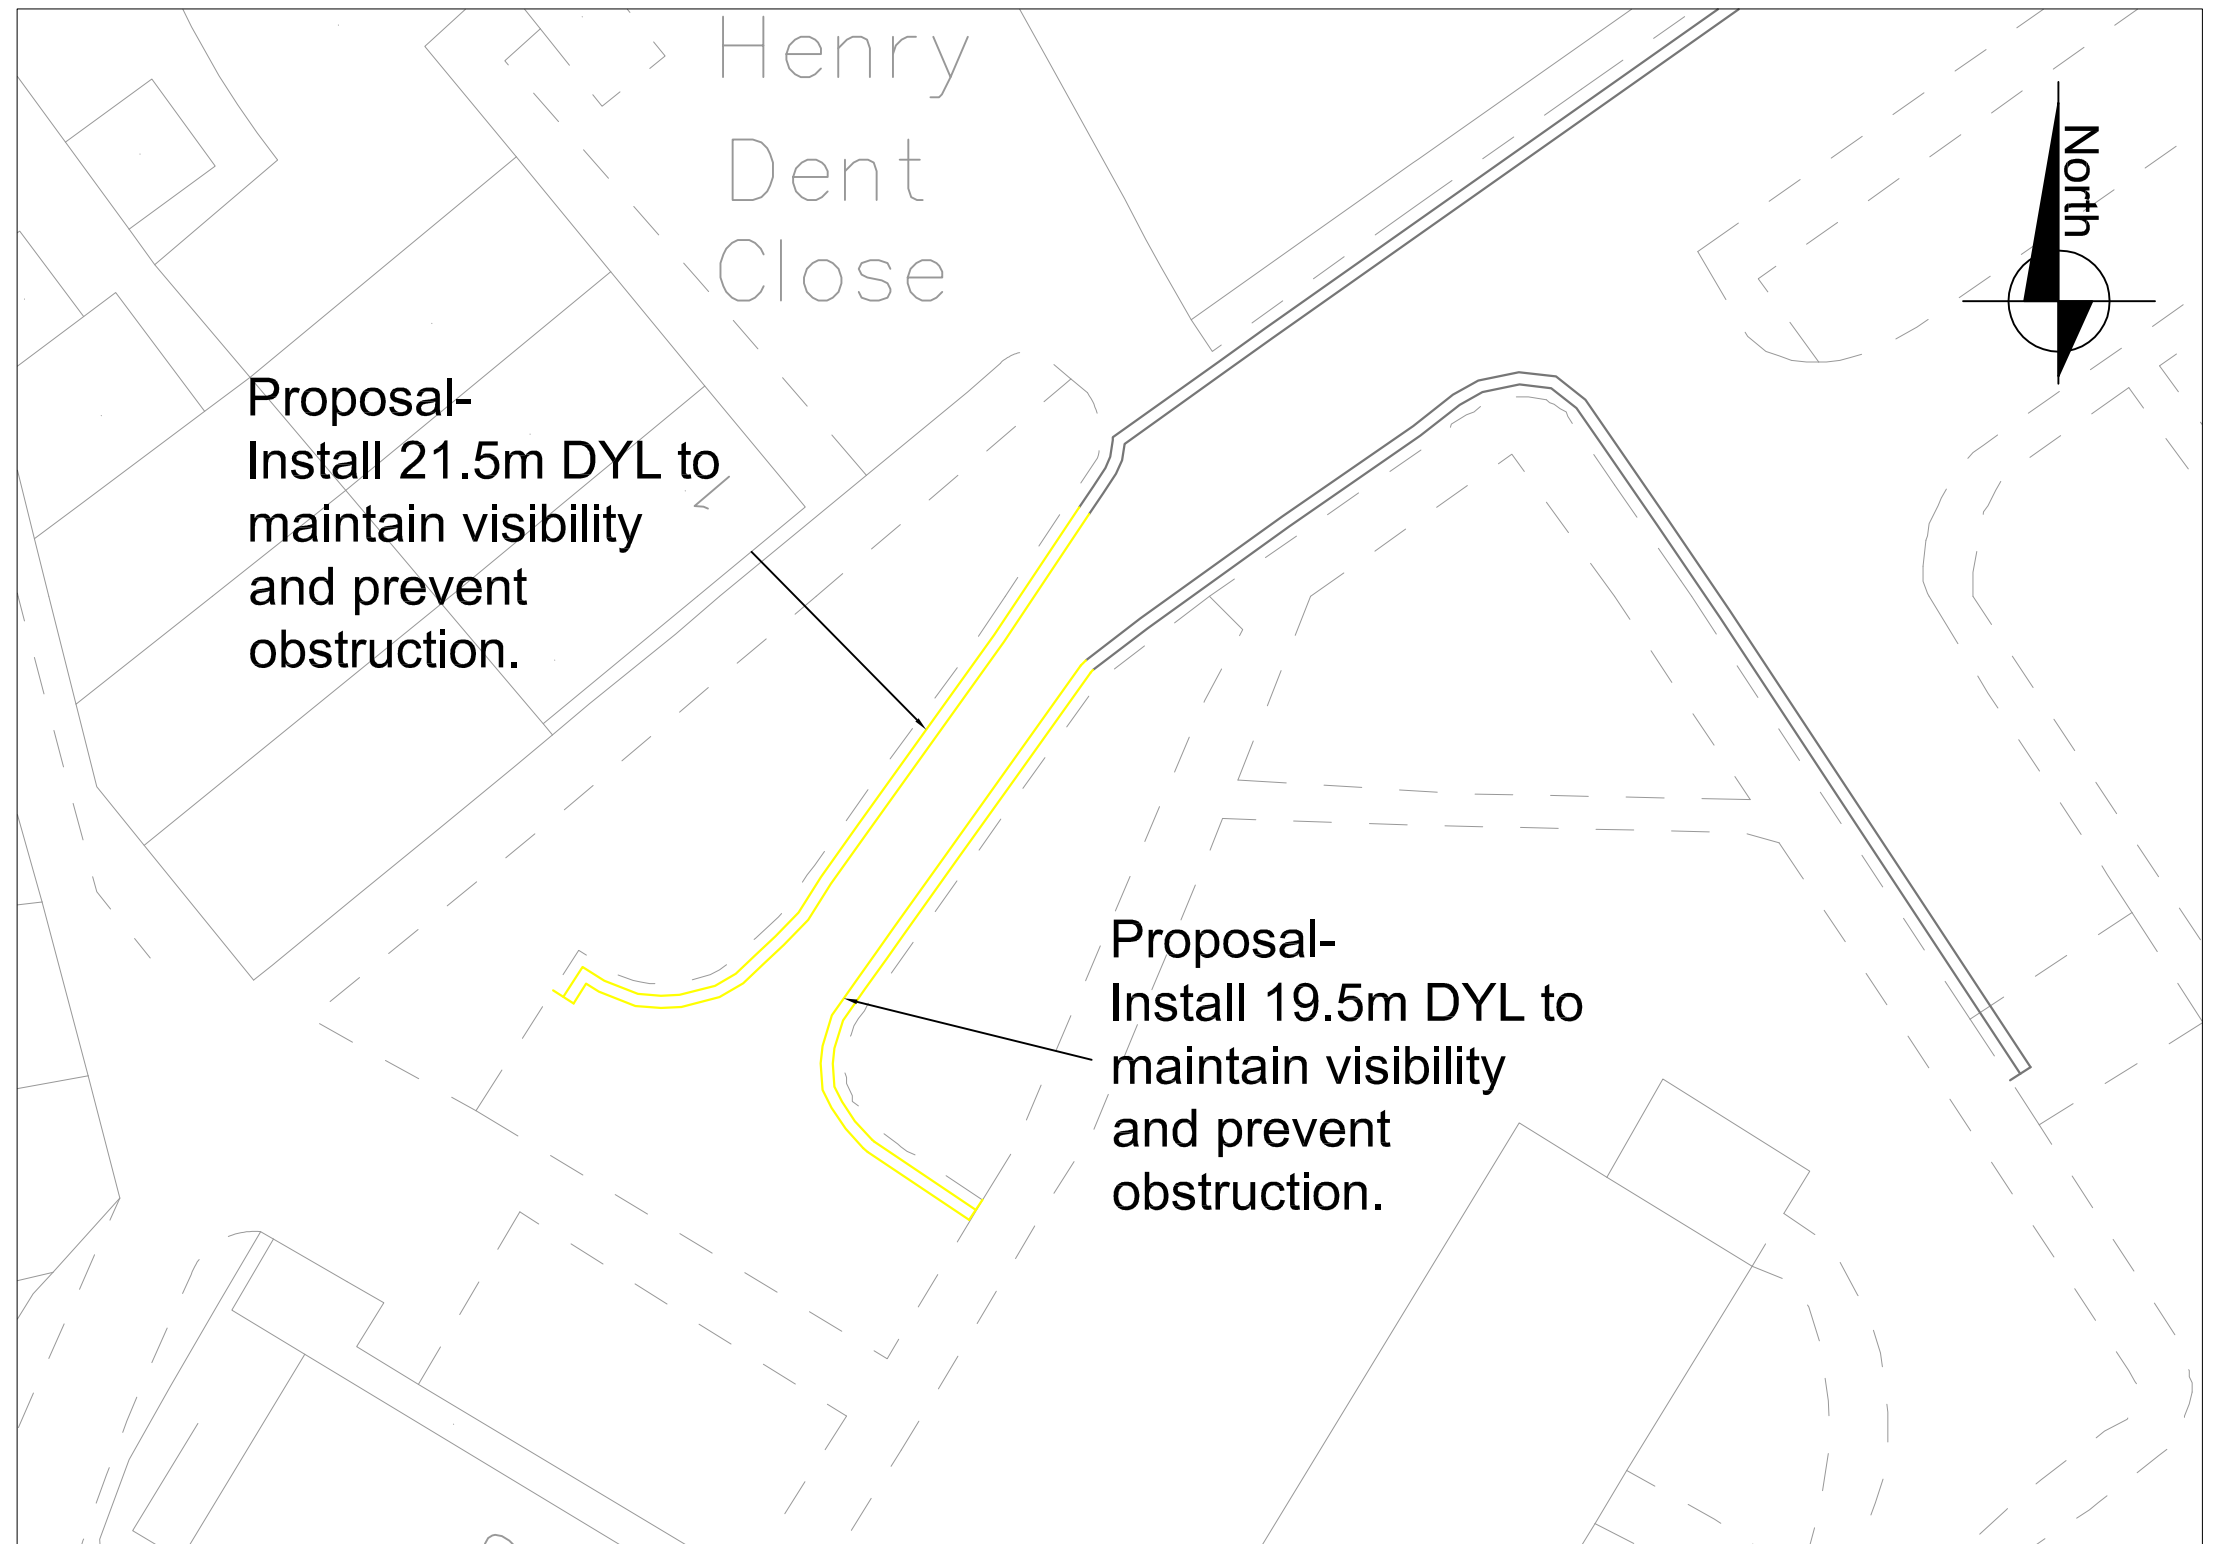 Henry
Dent
Close
North
Proposal-
Install 21.5m DYL to
maintain visibility
and prevent
obstruction.
1
Proposal-
Install 19.5m DYL to
maintain visibility
and prevent
obstruction.